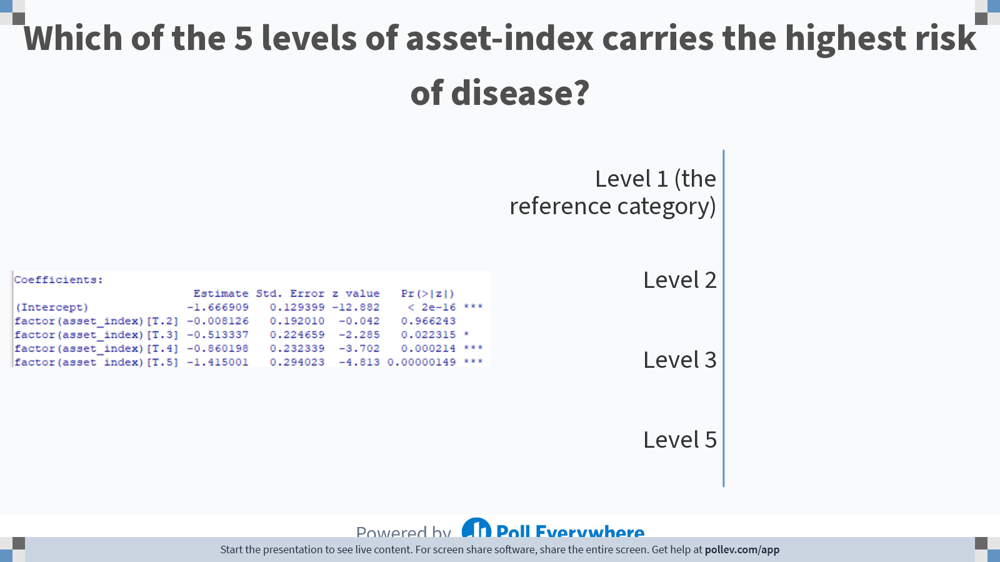 Which of the 5 levels of asset-index carries the highest risk
of disease?
Level 1 (the
reference category)
Level 2
Level 3
Level 5
Coefficients:
Estimate Std. Error z value Pr(>|z|)
(Intercept) -1.666909 0.129399 -12.882 < 2e-16 ***
factor(asset_index)[T.2] -0.008126 0.192010 -0.042 0.966243
factor(asset_index)[T.3] -0.513337 0.224659 -2.285 0.022315 *
factor(asset_index)[T.4] -0.860198 0.232339 -3.702 0.000214 ***
factor(asset_index)[T.5] -1.415001 0.294023 -4.813 0.00000149 ***
Powered by Poll Everywhere
Start the presentation to see live content. For screen share software, share the entire screen. Get help at pollev.com/app